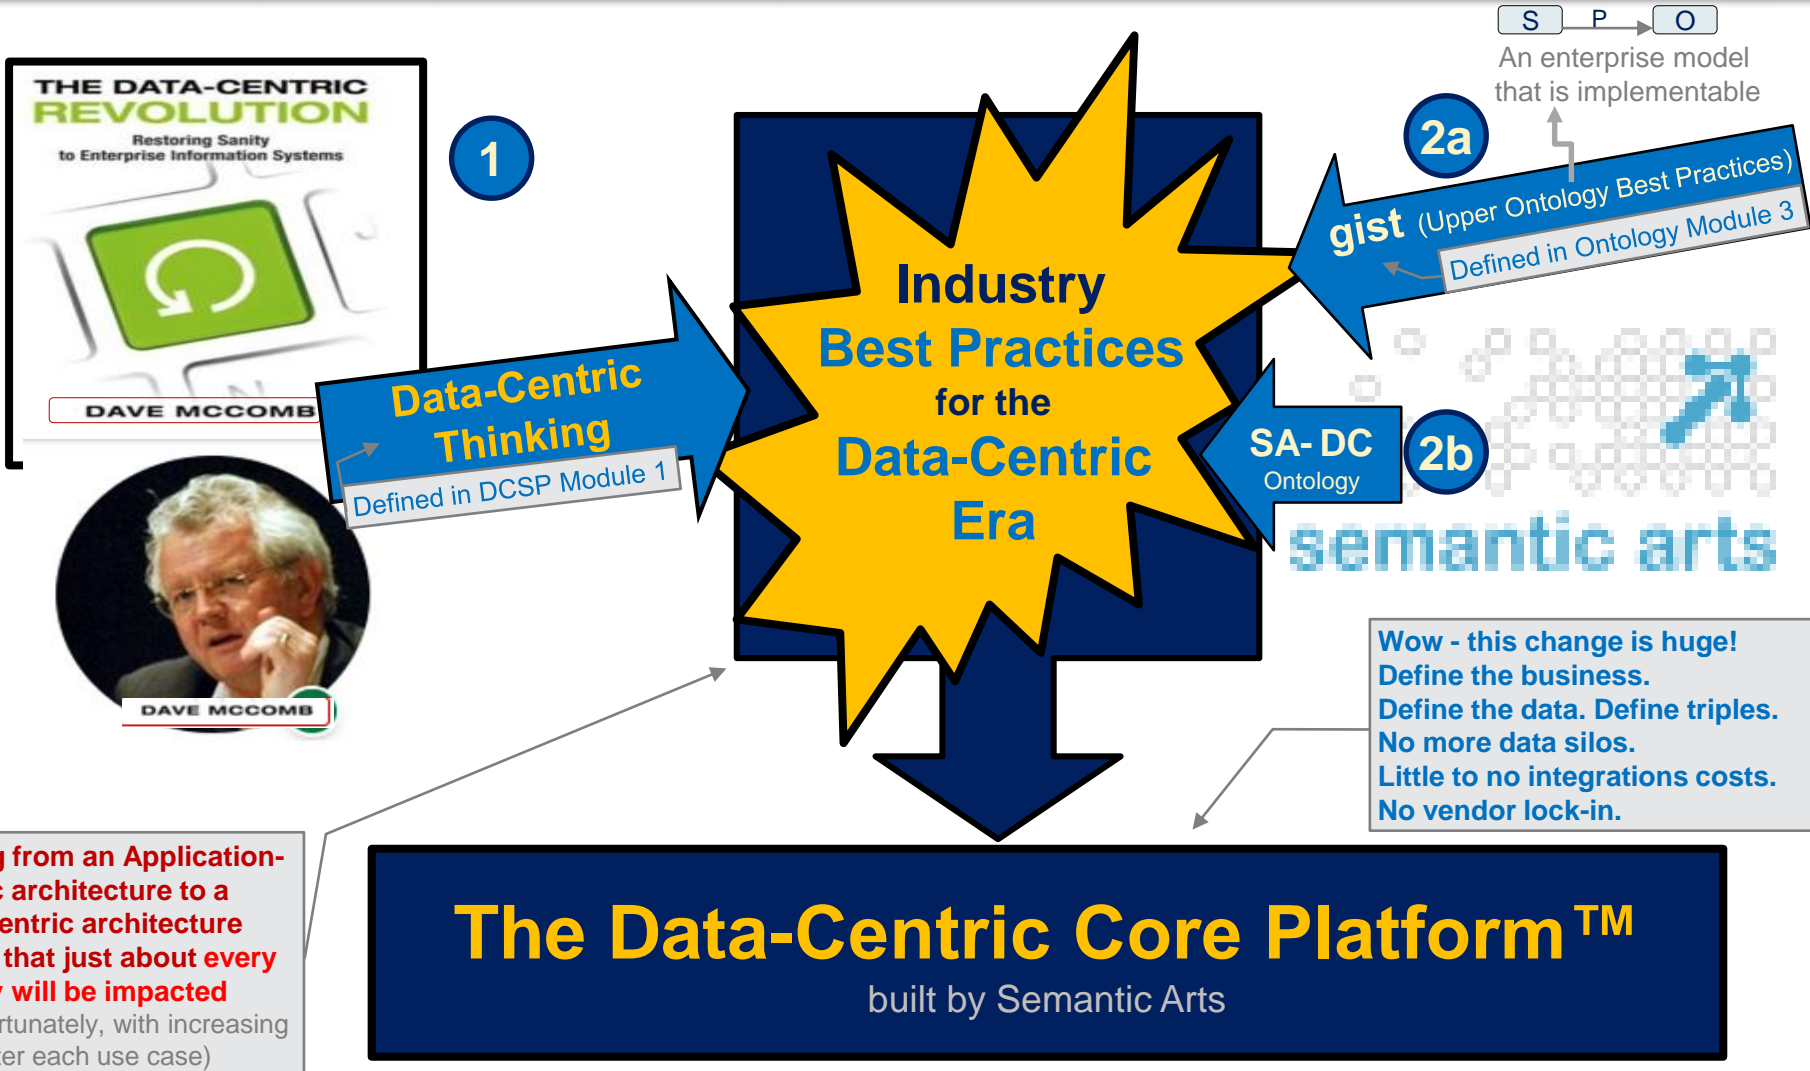 S P O
An enterprise model
that is implementable
THE DATA-CENTRIC
REVOLUTION
Restoring Sanity
to Enterprise Information Systems
DAVE MCCOMB
1
Data-Centric
Thinking
Defined in DCSP Module 1
DAVE MCCOMB
Industry
Best Practices
for the
Data-Centric
Era
2a
gist (Upper Ontology Best Practices)
Defined in Ontology Module 3
SA- DC
Ontology
2b
semantic arts
Wow - this change is huge!
Define the business.
Define the data. Define triples.
No more data silos.
Little to no integrations costs.
No vendor lock-in.
from an Application-
architecture to a
architecture
that just about every
will be impacted
with increasing
each use case)
The Data-Centric Core Platform™
built by Semantic Arts